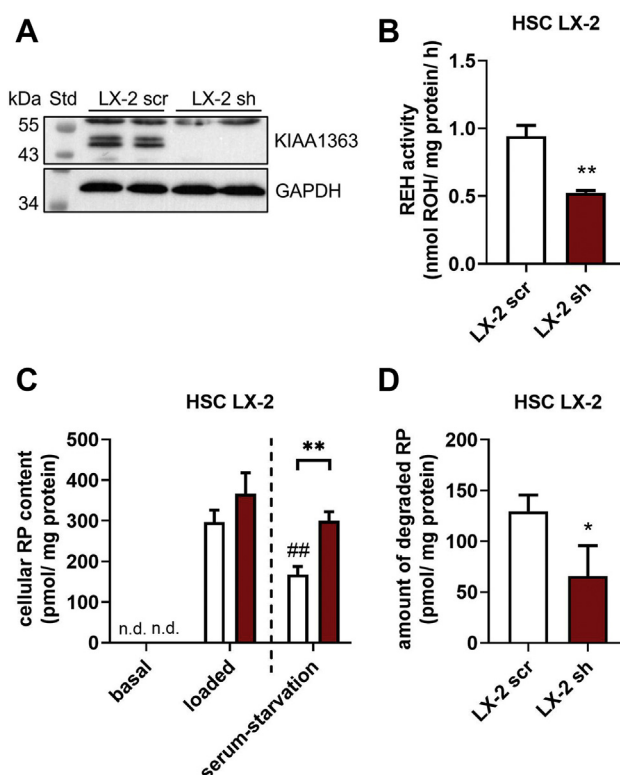 A
kDa Std LX-2 scr LX-2 sh
55
43
KIAA1363
34
GAPDH
B
HSC LX-2
REH activity
(nmol ROH/ mg protein/ h)
1.5
1.0
0.5
0.0
**
LX-2 scr
LX-2 sh
C
HSC LX-2
cellular RP content
(pmol/ mg protein)
500
400
300
200
100
0
n.d. n.d.
##
**
basal
loaded
serum-starvation
D
HSC LX-2
amount of degraded RP
(pmol/ mg protein)
200
150
100
50
0
*
LX-2 scr
LX-2 sh